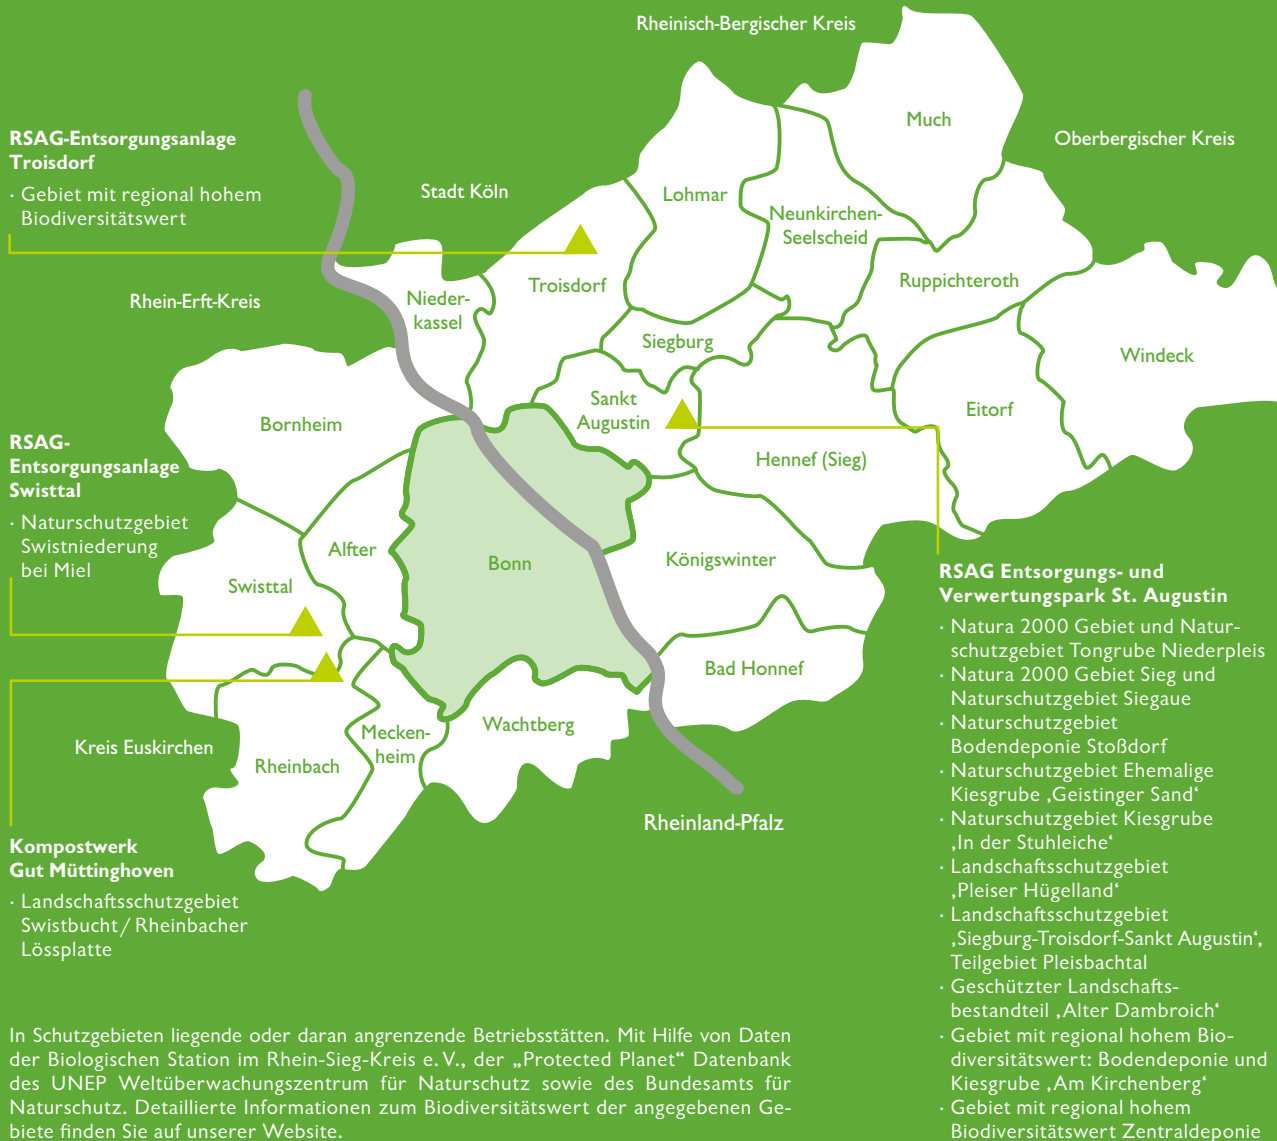 Rheinisch-Bergischer Kreis
Much
Oberbergischer Kreis
RSAG-Entsorgungsanlage
Troisdorf
· Gebiet mit regional hohem
Biodiversitätswert
Stadt Köln
Lohmar
Neunkirchen-
Seelscheid
Ruppichteroth
Troisdorf
Rhein-Erft-Kreis
Nieder-
kassel
Siegburg
Windeck
Sankt
Augustin
Eitorf
Bornheim
Hennef (Sieg)
RSAG-
Entsorgungsanlage
Swisttal
· Naturschutzgebiet
Swistniederung
bei Miel
Alfter
Bonn
Königswinter
Swisttal
Bad Honnef
Wachtberg
Mecken-
heim
Kreis Euskirchen
Rheinbach
Rheinland-Pfalz
Kompostwerk
Gut Müttinghoven
· Landschaftsschutzgebiet
Swistbucht / Rheinbacher
Lössplatte
RSAG Entsorgungs- und
Verwertungspark St. Augustin
· Natura 2000 Gebiet und Natur-
schutzgebiet Tongrube Niederpleis
· Natura 2000 Gebiet Sieg und
Naturschutzgebiet Siegaue
· Naturschutzgebiet
Bodendeponie Stoßdorf
· Naturschutzgebiet Ehemalige
Kiesgrube ‚Geistinger Sand‘
· Naturschutzgebiet Kiesgrube
‚In der Stuhleiche‘
· Landschaftsschutzgebiet
‚Pleiser Hügelland‘
· Landschaftsschutzgebiet
‚Siegburg-Troisdorf-Sankt Augustin‘,
Teilgebiet Pleisbachtal
· Geschützter Landschafts-
bestandteil ‚Alter Dambroich‘
· Gebiet mit regional hohem Bio-
diversitätswert: Bodendeponie und
Kiesgrube ‚Am Kirchenberg‘
· Gebiet mit regional hohem
Biodiversitätswert Zentraldeponie
In Schutzgebieten liegende oder daran angrenzende Betriebsstätten. Mit Hilfe von Daten
der Biologischen Station im Rhein-Sieg-Kreis e. V., der „Protected Planet“ Datenbank
des UNEP Weltüberwachungszentrum für Naturschutz sowie des Bundesamts für
Naturschutz. Detaillierte Informationen zum Biodiversitätswert der angegebenen Ge-
biete finden Sie auf unserer Website.